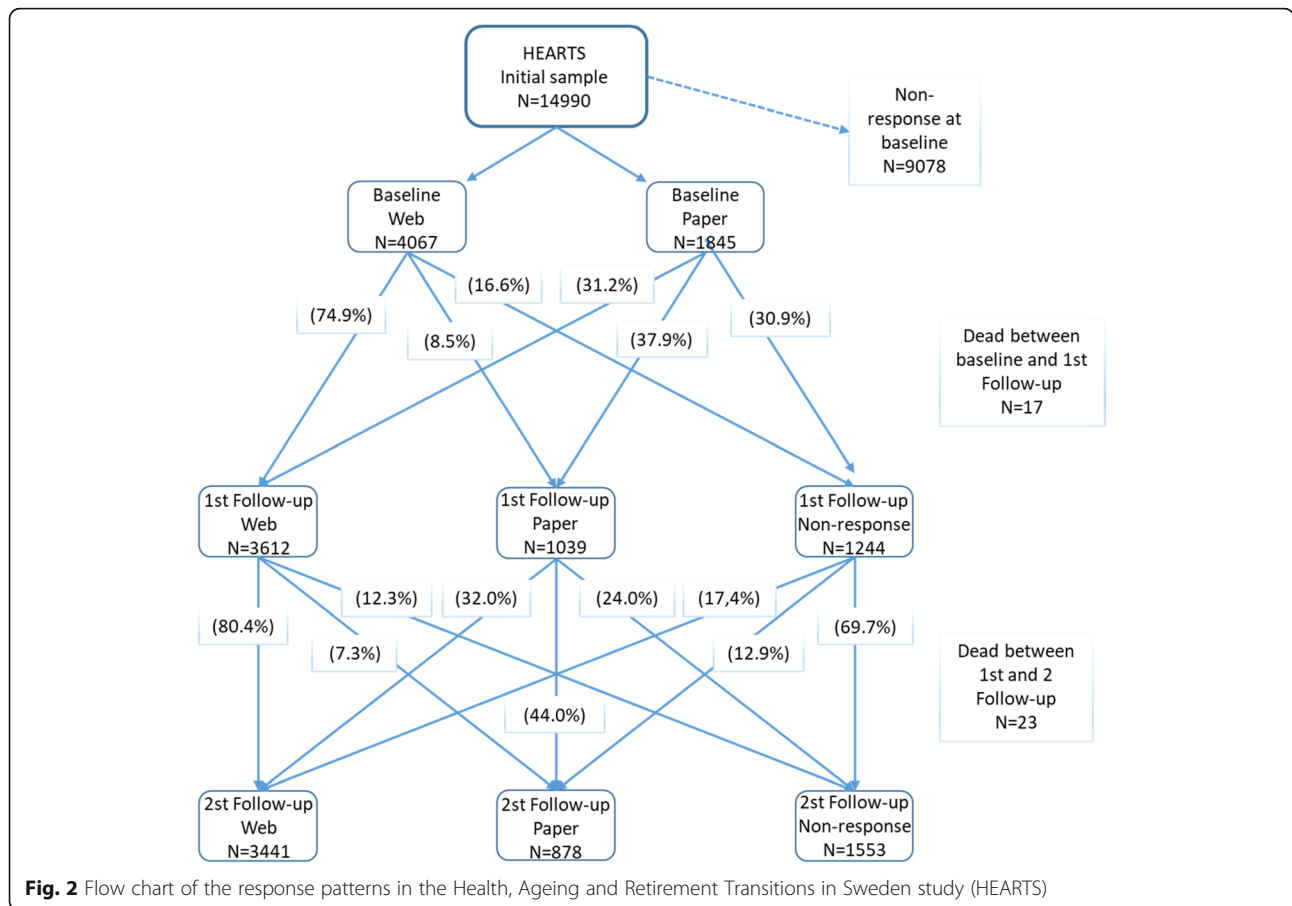 HEARTS
Initial sample
N=14990
Non-
response at
baseline
N=9078
Baseline
Web
N=4067
Baseline
Paper
N=1845
(74.9%)
(8.5%)
(16.6%)
(31.2%)
(37.9%)
(30.9%)
Dead between
baseline and 1st
Follow-up
N=17
1st Follow-up
Web
N=3612
1st Follow-up
Paper
N=1039
1st Follow-up
Non-response
N=1244
(80.4%)
(7.3%)
(12.3%)
(32.0%)
(44.0%)
(24.0%)
(17,4%)
(12.9%)
(69.7%)
Dead between
1st and 2
Follow-up
N=23
2st Follow-up
Web
N=3441
2st Follow-up
Paper
N=878
2st Follow-up
Non-response
N=1553
Fig. 2 Flow chart of the response patterns in the Health, Ageing and Retirement Transitions in Sweden study (HEARTS)